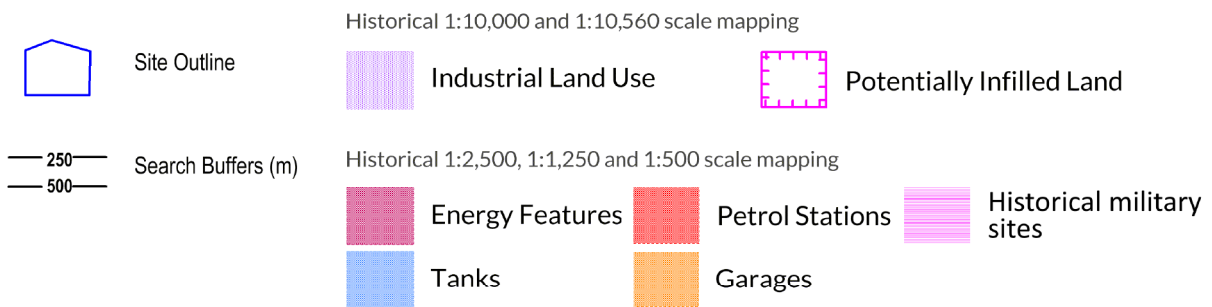 Historical 1:10,000 and 1:10,560 scale mapping
Site Outline
Industrial Land Use
Potentially Infilled Land
250
500
Search Buffers (m)
Historical 1:2,500, 1:1,250 and 1:500 scale mapping
Energy Features
Petrol Stations
Historical military
sites
Tanks
Garages